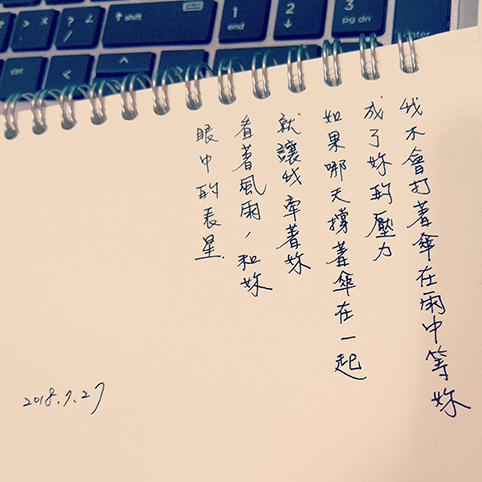 我不會打著傘在雨中等妳
成了妳的壓力
如果哪天撐著傘在一起
就讓我牽著妳
看著風雨，和妳
眼中的星
2018.7.27
shift
1
end
2
3
pg dn
0